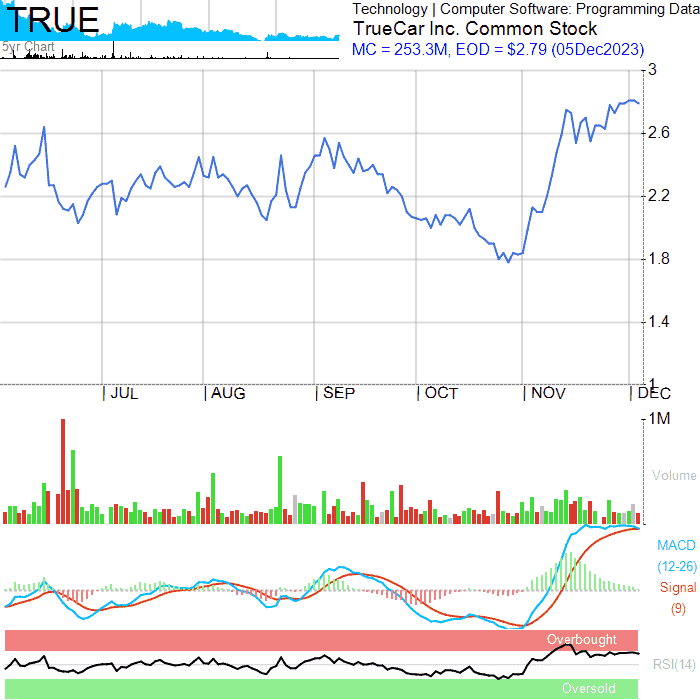 TRUE
5yr Chart
Technology | Computer Software: Programming Data
TrueCar Inc. Common Stock
MC = 253.3M, EOD = $2.79 (05Dec2023)
3
2.6
2.2
1.8
1.4
1
| JUL | AUG | SEP | OCT | NOV | DEC
1M
Volume
MACD
(12-26)
Signal
(9)
Overbought
RSI(14)
Oversold